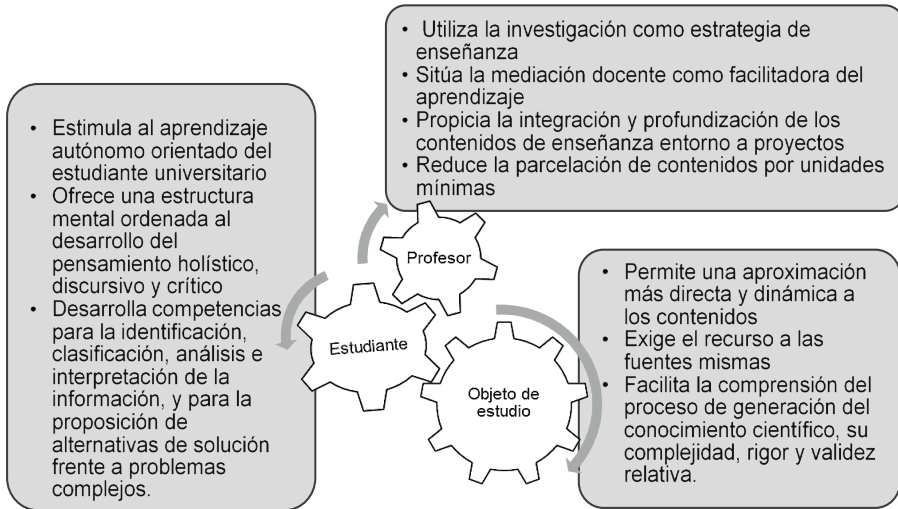 • Utiliza la investigación como estrategia de
enseñanza
• Sitúa la mediación docente como facilitadora del
aprendizaje
• Propicia la integración y profundización de los
contenidos de enseñanza entorno a proyectos
• Reduce la parcelación de contenidos por unidades
mínimas
• Estimula al aprendizaje
autónomo orientado del
estudiante universitario
• Ofrece una estructura
mental ordenada al
desarrollo del
pensamiento holístico,
discursivo y crítico
• Desarrolla competencias
para la identificación,
clasificación, análisis e
interpretación de la
información, y para la
proposición de
alternativas de solución
frente a problemas
complejos.
Profesor
Estudiante
Objeto de
estudio
• Permite una aproximación
más directa y dinámica a
los contenidos
• Exige el recurso a las
fuentes mismas
• Facilita la comprensión del
proceso de generación del
conocimiento científico, su
complejidad, rigor y validez
relativa.